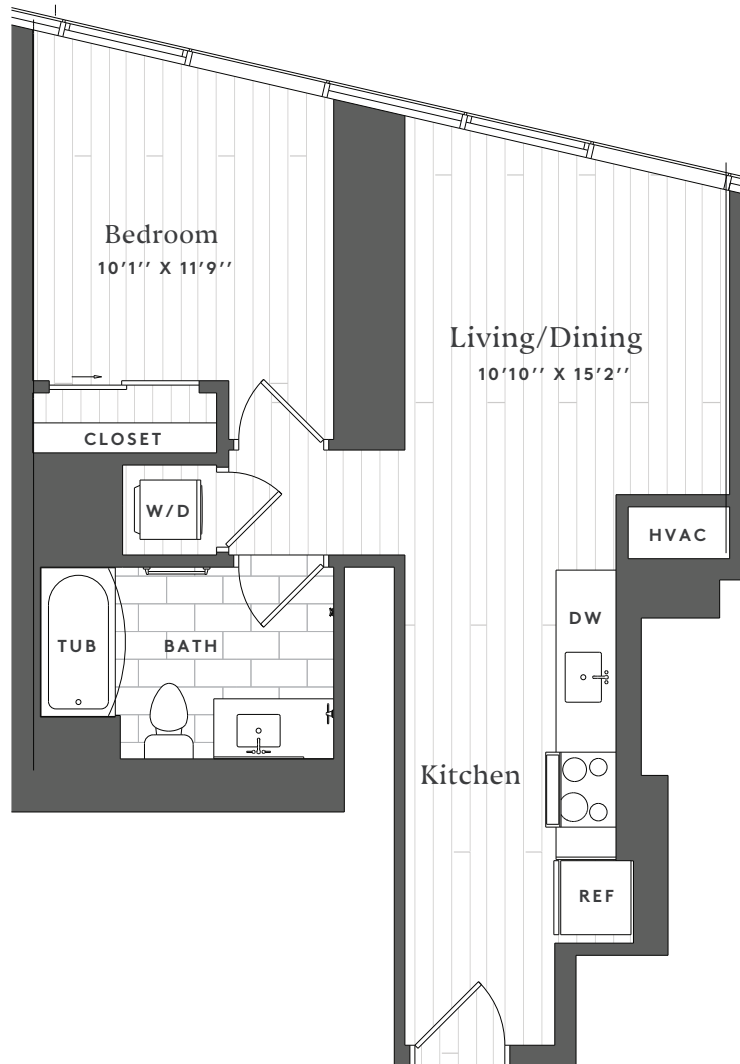 Bedroom
10'1'' X 11'9''
Living/Dining
10'10'' X 15'2''
CLOSET
W/D
HVAC
DW
TUB
BATH
Kitchen
REF